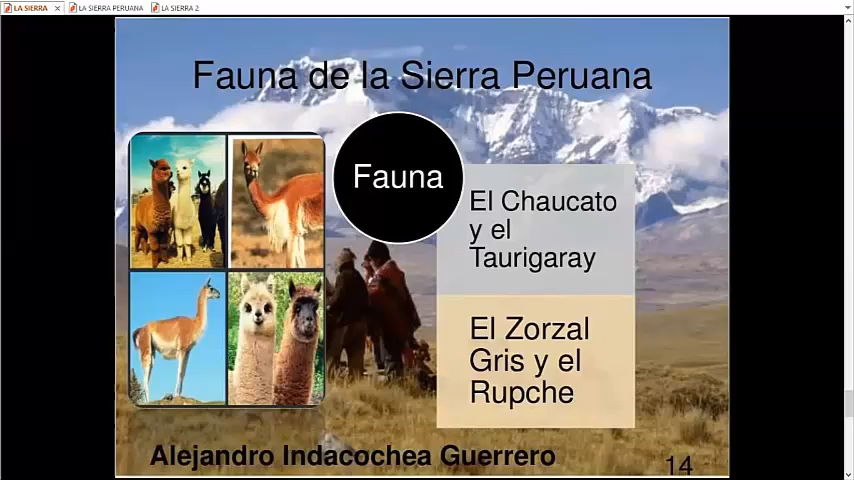 LA SIERRA
LA SIERRA PERUANA
LA SIERRA 2
Fauna de la Sierra Peruana
Fauna
El Chaucato
y el
Taurigaray
El Zorzal
Gris y el
Rupche
Alejandro Indacochea Guerrero
14